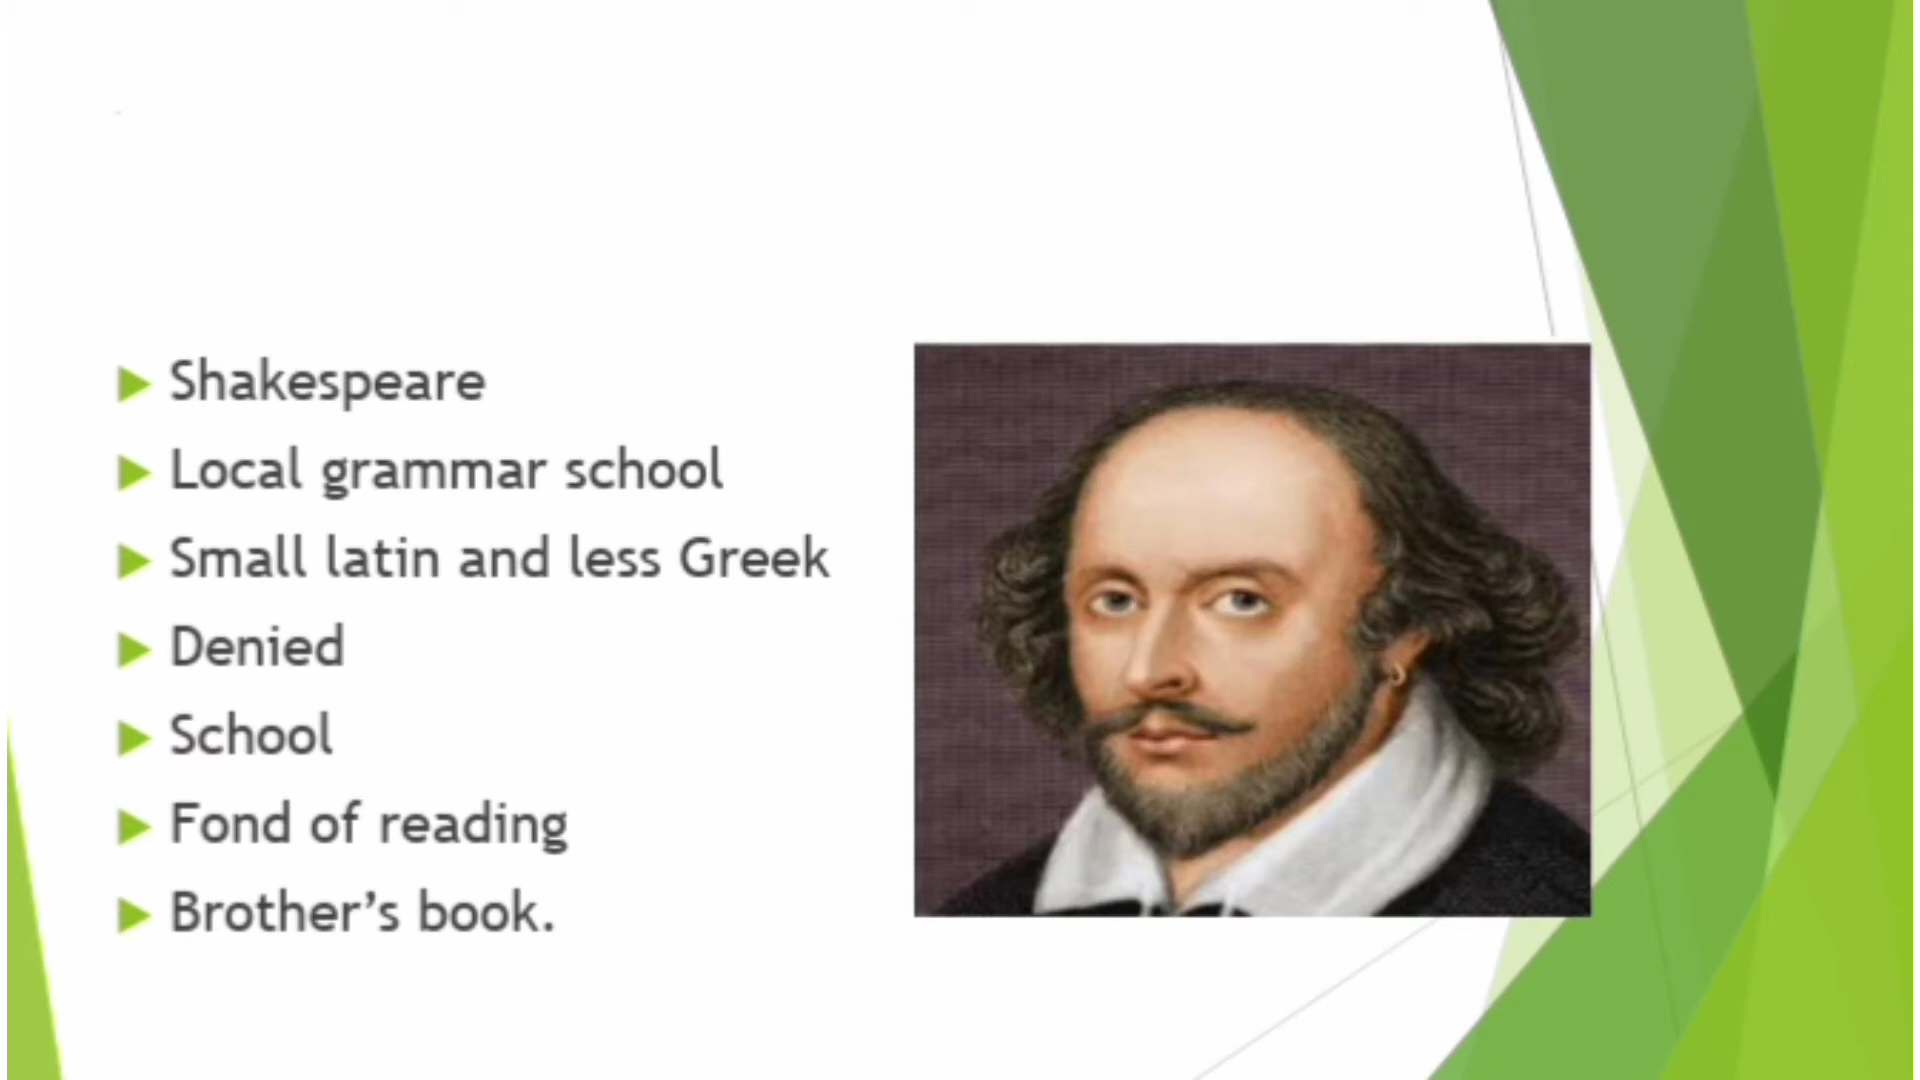 Shakespeare
Local grammar school
Small latin and less Greek
Denied
School
Fond of reading
Brother’s book.